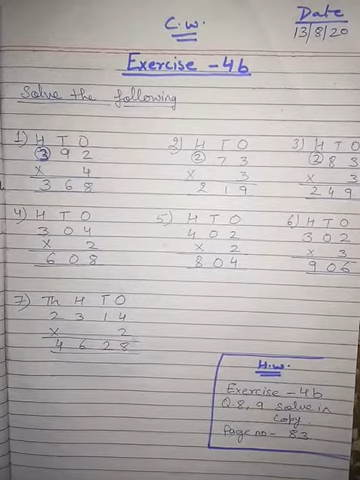 C.W.
Date
13/8/20
Exercise - 4b
Solve the following
1) H T O
③ 9 2
x 4
3 6 8
2) H T O
② 7 3
x 3
2 1 9
3) H T O
② 8 3
x 3
2 4 9
4) H T O
3 0 4
x 2
6 0 8
5) H T O
4 0 2
x 2
8 0 4
6) H T O
3 0 2
x 3
9 0 6
7) Th H T O
2 3 1 4
x 2
4 6 2 8
H.W.
Exercise - 4b
Q.8, 9 solve in
copy.
Page no - 83